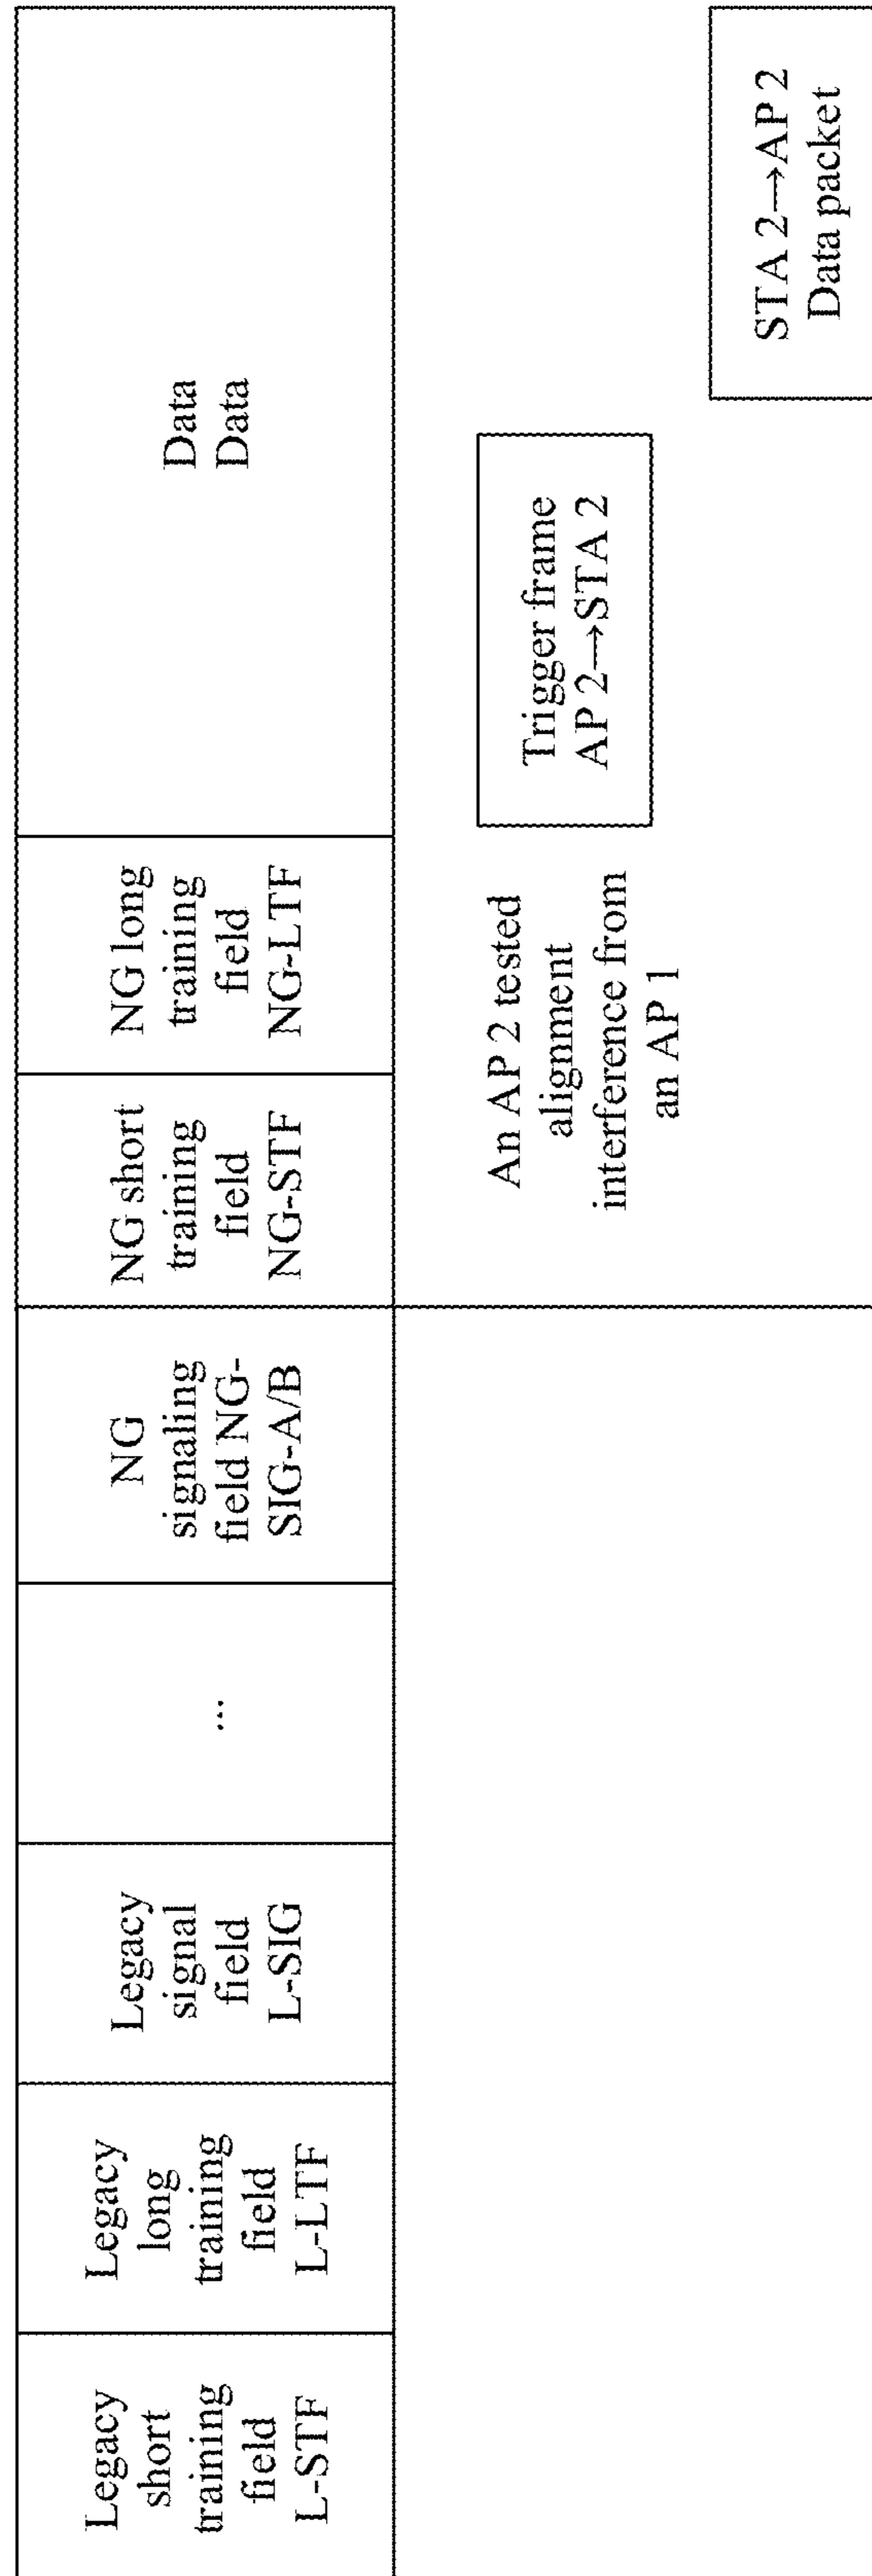 Legacy
short
training
field
L-STF
Legacy
long
training
field
L-LTF
Legacy
signal
field
L-SIG
...
NG
signaling
field NG-
SIG-A/B
NG short
training
field
NG-STF
NG long
training
field
NG-LTF
Data
Data
An AP 2 tested
alignment
interference from
an AP 1
Trigger frame
AP 2→STA 2
STA 2→AP 2
Data packet